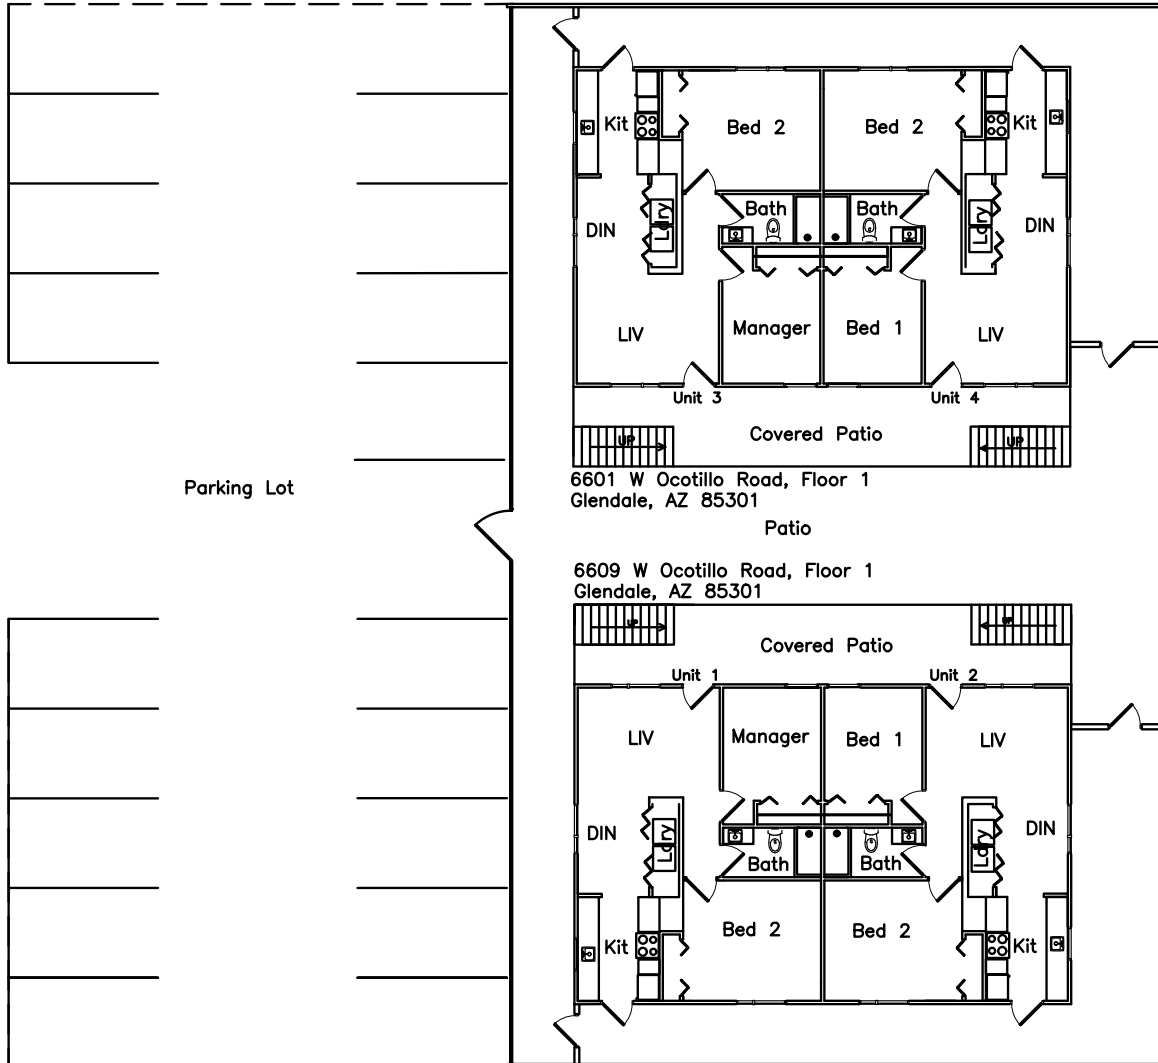 Kit
Bed 2
Bed 2
Kit
Bath
Bath
Ldry
Ldry
DIN
DIN
LIV
Manager
Bed 1
LIV
Unit 3
Unit 4
Covered Patio
UP
UP
6601 W Ocotillo Road, Floor 1
Glendale, AZ 85301
Parking Lot
Patio
6609 W Ocotillo Road, Floor 1
Glendale, AZ 85301
UP
UP
Covered Patio
Unit 1
Unit 2
LIV
Manager
Bed 1
LIV
DIN
Ldry
Ldry
DIN
Bath
Bath
Bed 2
Bed 2
Kit
Kit